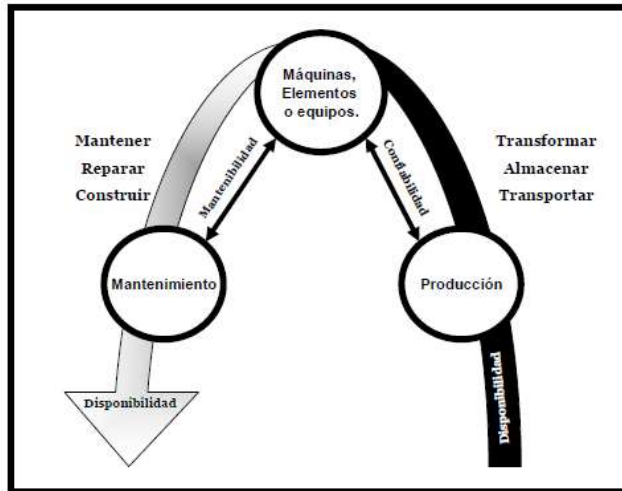 Máquinas,
Elementos
o equipos.
Mantener
Reparar
Construir
Mantenibilidad
Confiabilidad
Transformar
Almacenar
Transportar
Mantenimiento
Producción
Disponibilidad
Disponibilidad